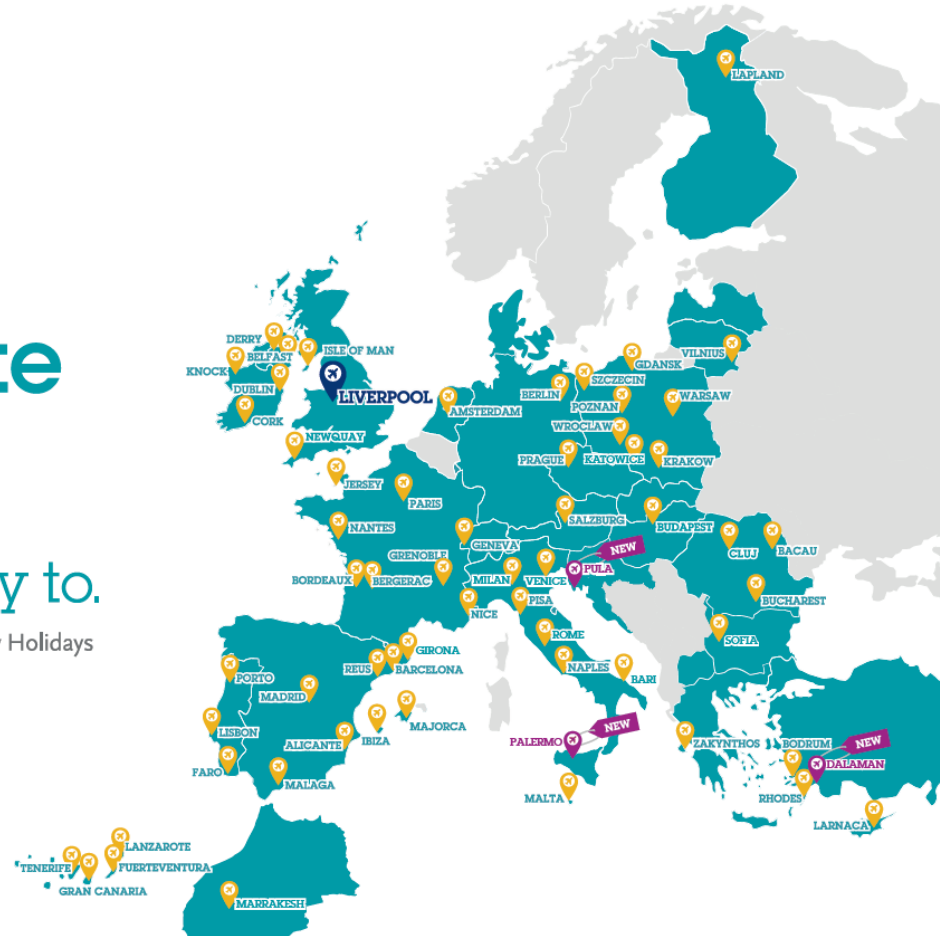 te
y to.
Holidays
LAPLAND
DERRY
BELFAST
ISLE OF MAN
KNOCK
DUBLIN
LIVERPOOL
CORK
NEWQUAY
JERSEY
AMSTERDAM
BERLIN
SZCZECIN
GDANSK
VILNIUS
POZNAN
WARSAW
WROCLAW
PRAGUE
KATOWICE
KRAKOW
PARIS
NANTES
SALZBURG
BUDAPEST
GENEVA
CLUJ
BACAU
GRENOBLE
BORDEAUX
BERGERAC
MILAN
VENICE
NEW
PULA
BUCHAREST
NICE
PISA
ROME
SOFIA
GIRONA
REUS
BARCELONA
NAPLES
BARI
PORTO
MADRID
MAJORCA
IBIZA
LISBON
ALICANTE
PALERMO
NEW
ZAKYNTHOS
BODRUM
NEW
DALAMAN
FARO
MALAGA
MALTA
RHODES
LARNACA
LANZAROTE
TENERIFE
FUERTEVENTURA
GRAN CANARIA
MARRAKESH